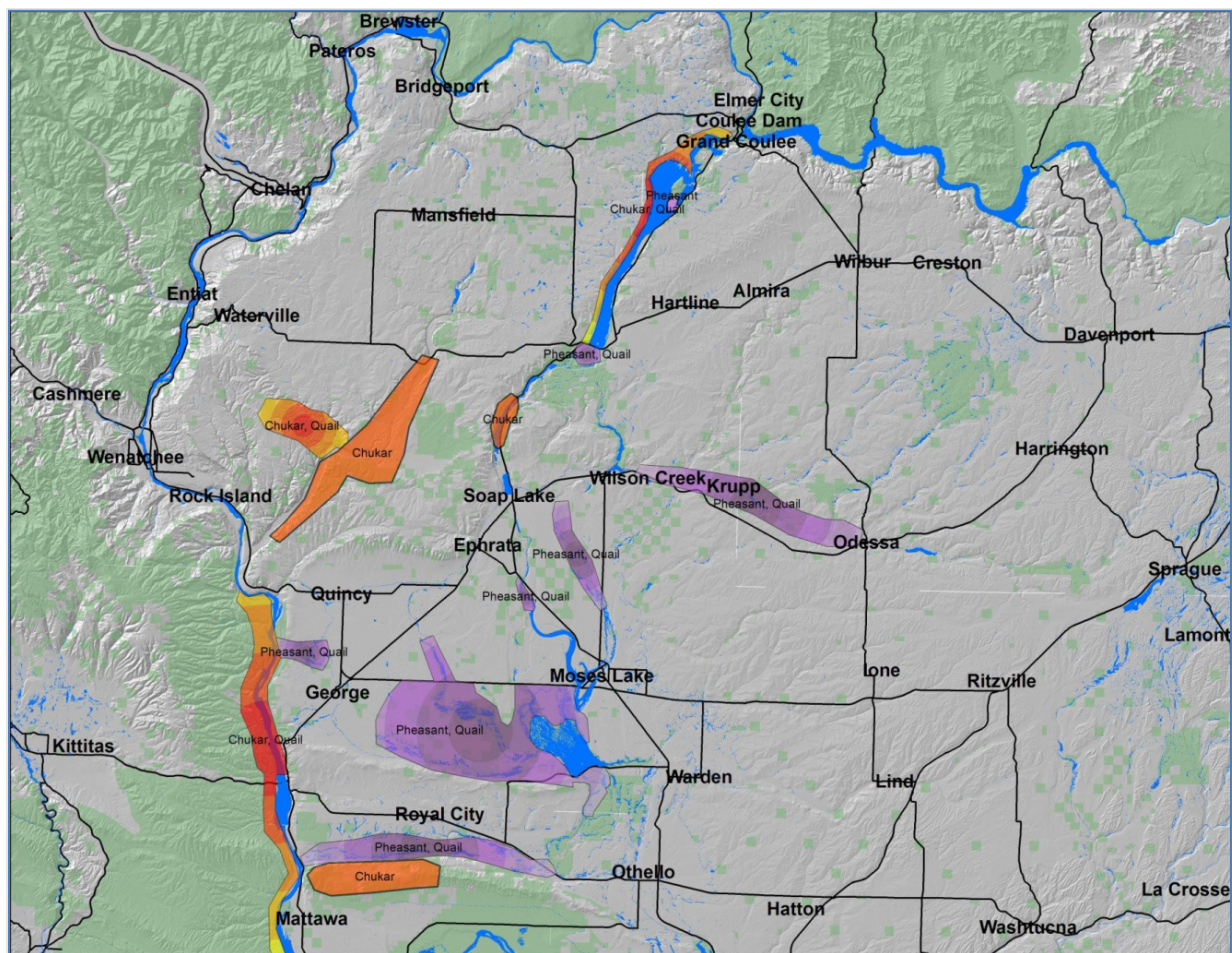 Brewster
Pateros
Bridgeport
Elmer City
Coulee Dam
Grand Coulee
Chelan
Pheasant
Chukar, Quail
Mansfield
Wilbur
Creston
Entiat
Almira
Hartline
Waterville
Davenport
Pheasant, Quail
Cashmere
Chukar
Chukar, Quail
Chukar
Harrington
Wenatchee
Wilson Creek
Krupp
Rock Island
Soap Lake
Pheasant, Quail
Ephrata
Odessa
Pheasant, Quail
Sprague
Quincy
Pheasant, Quail
Lamont
Pheasant, Quail
Moses Lake
Ione
Ritzville
George
Pheasant, Quail
Chukar, Quail
Kittitas
Warden
Lind
Royal City
Pheasant, Quail
Othello
Chukar
La Crosse
Hatton
Mattawa
Washtucna